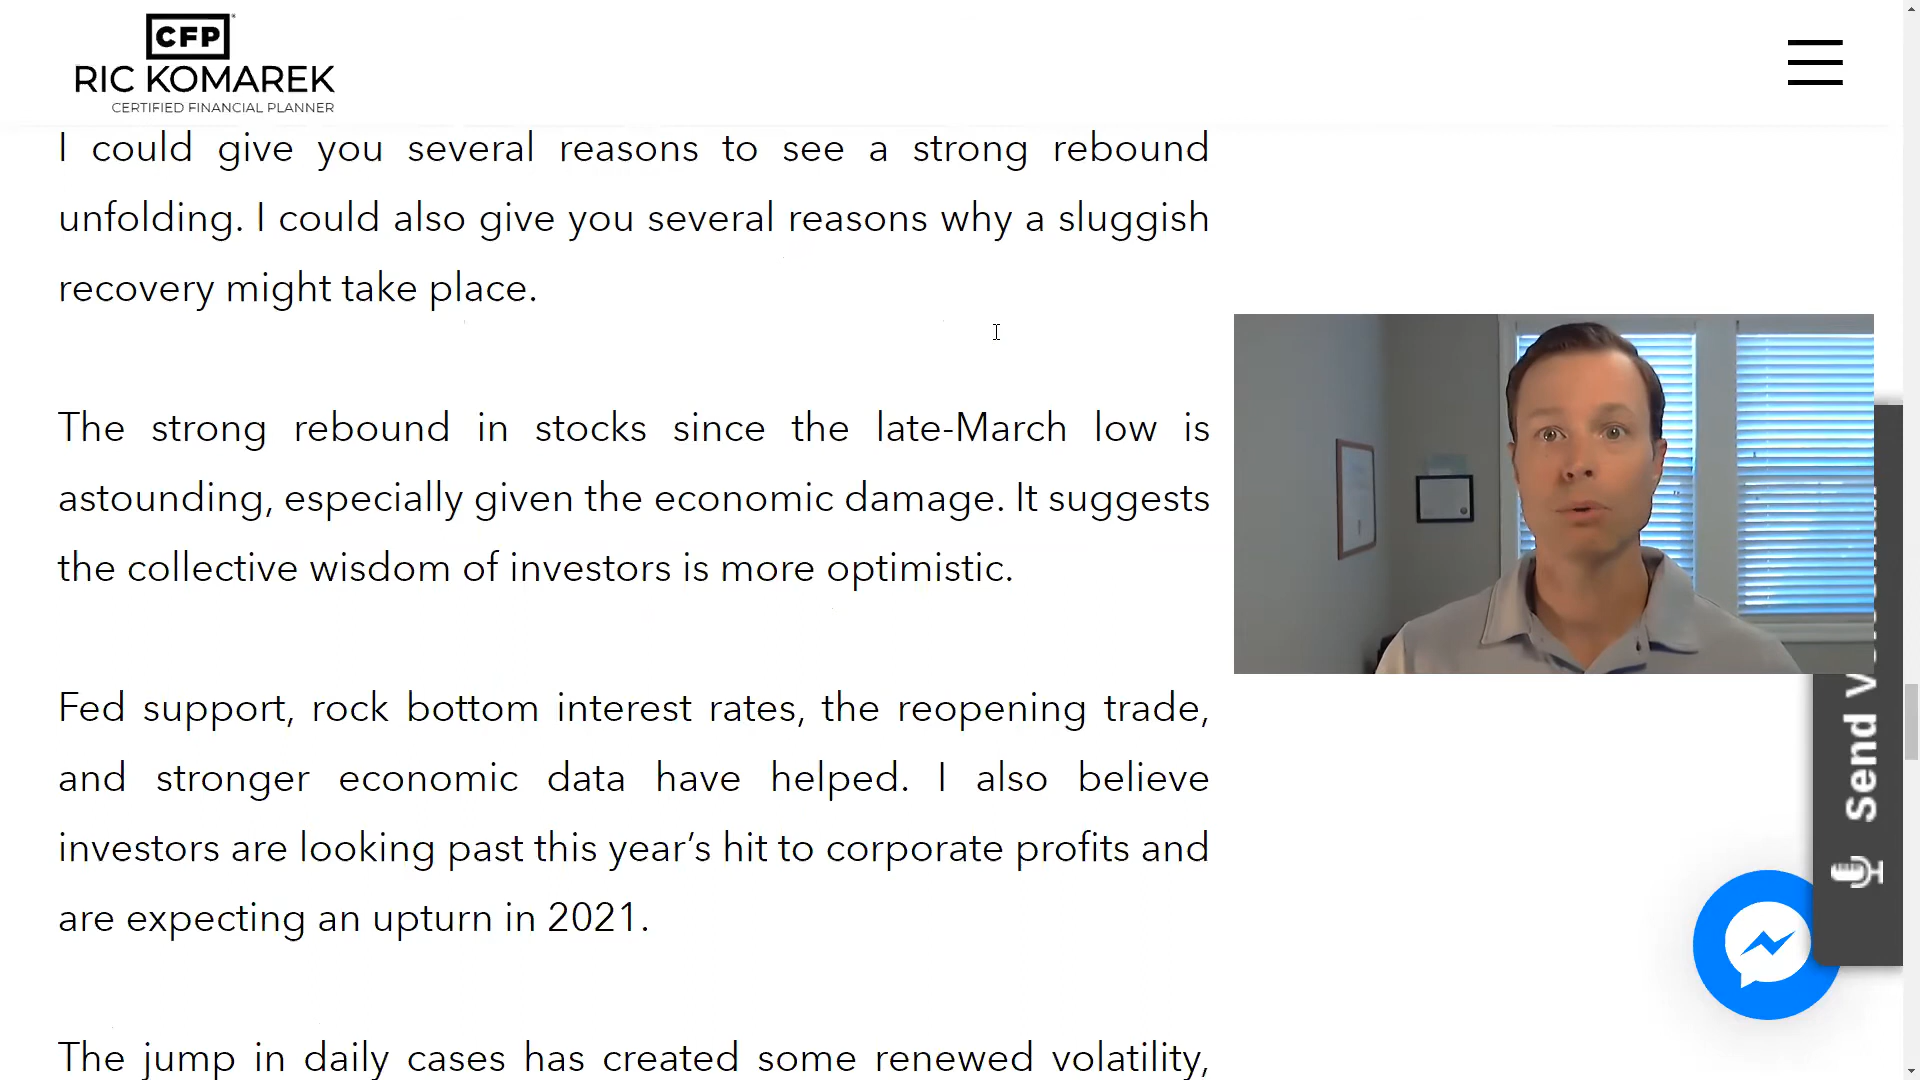 CFP
RIC KOMAREK
CERTIFIED FINANCIAL PLANNER
I could give you several reasons to see a strong rebound
unfolding. I could also give you several reasons why a sluggish
recovery might take place.
The strong rebound in stocks since the late-March low is
astounding, especially given the economic damage. It suggests
the collective wisdom of investors is more optimistic.
Fed support, rock bottom interest rates, the reopening trade,
and stronger economic data have helped. I also believe
investors are looking past this year’s hit to corporate profits and
are expecting an upturn in 2021.
The jump in daily cases has created some renewed volatility,
Send